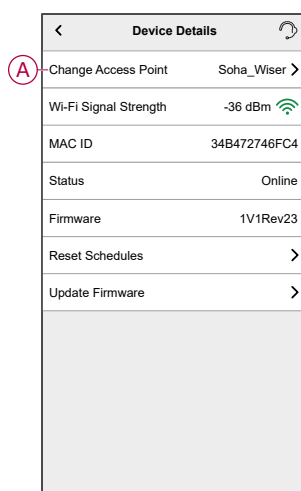 Device Details
A
Change Access Point Soha_Wiser
Wi-Fi Signal Strength -36 dBm
MAC ID 34B472746FC4
Status Online
Firmware 1V1Rev23
Reset Schedules
Update Firmware